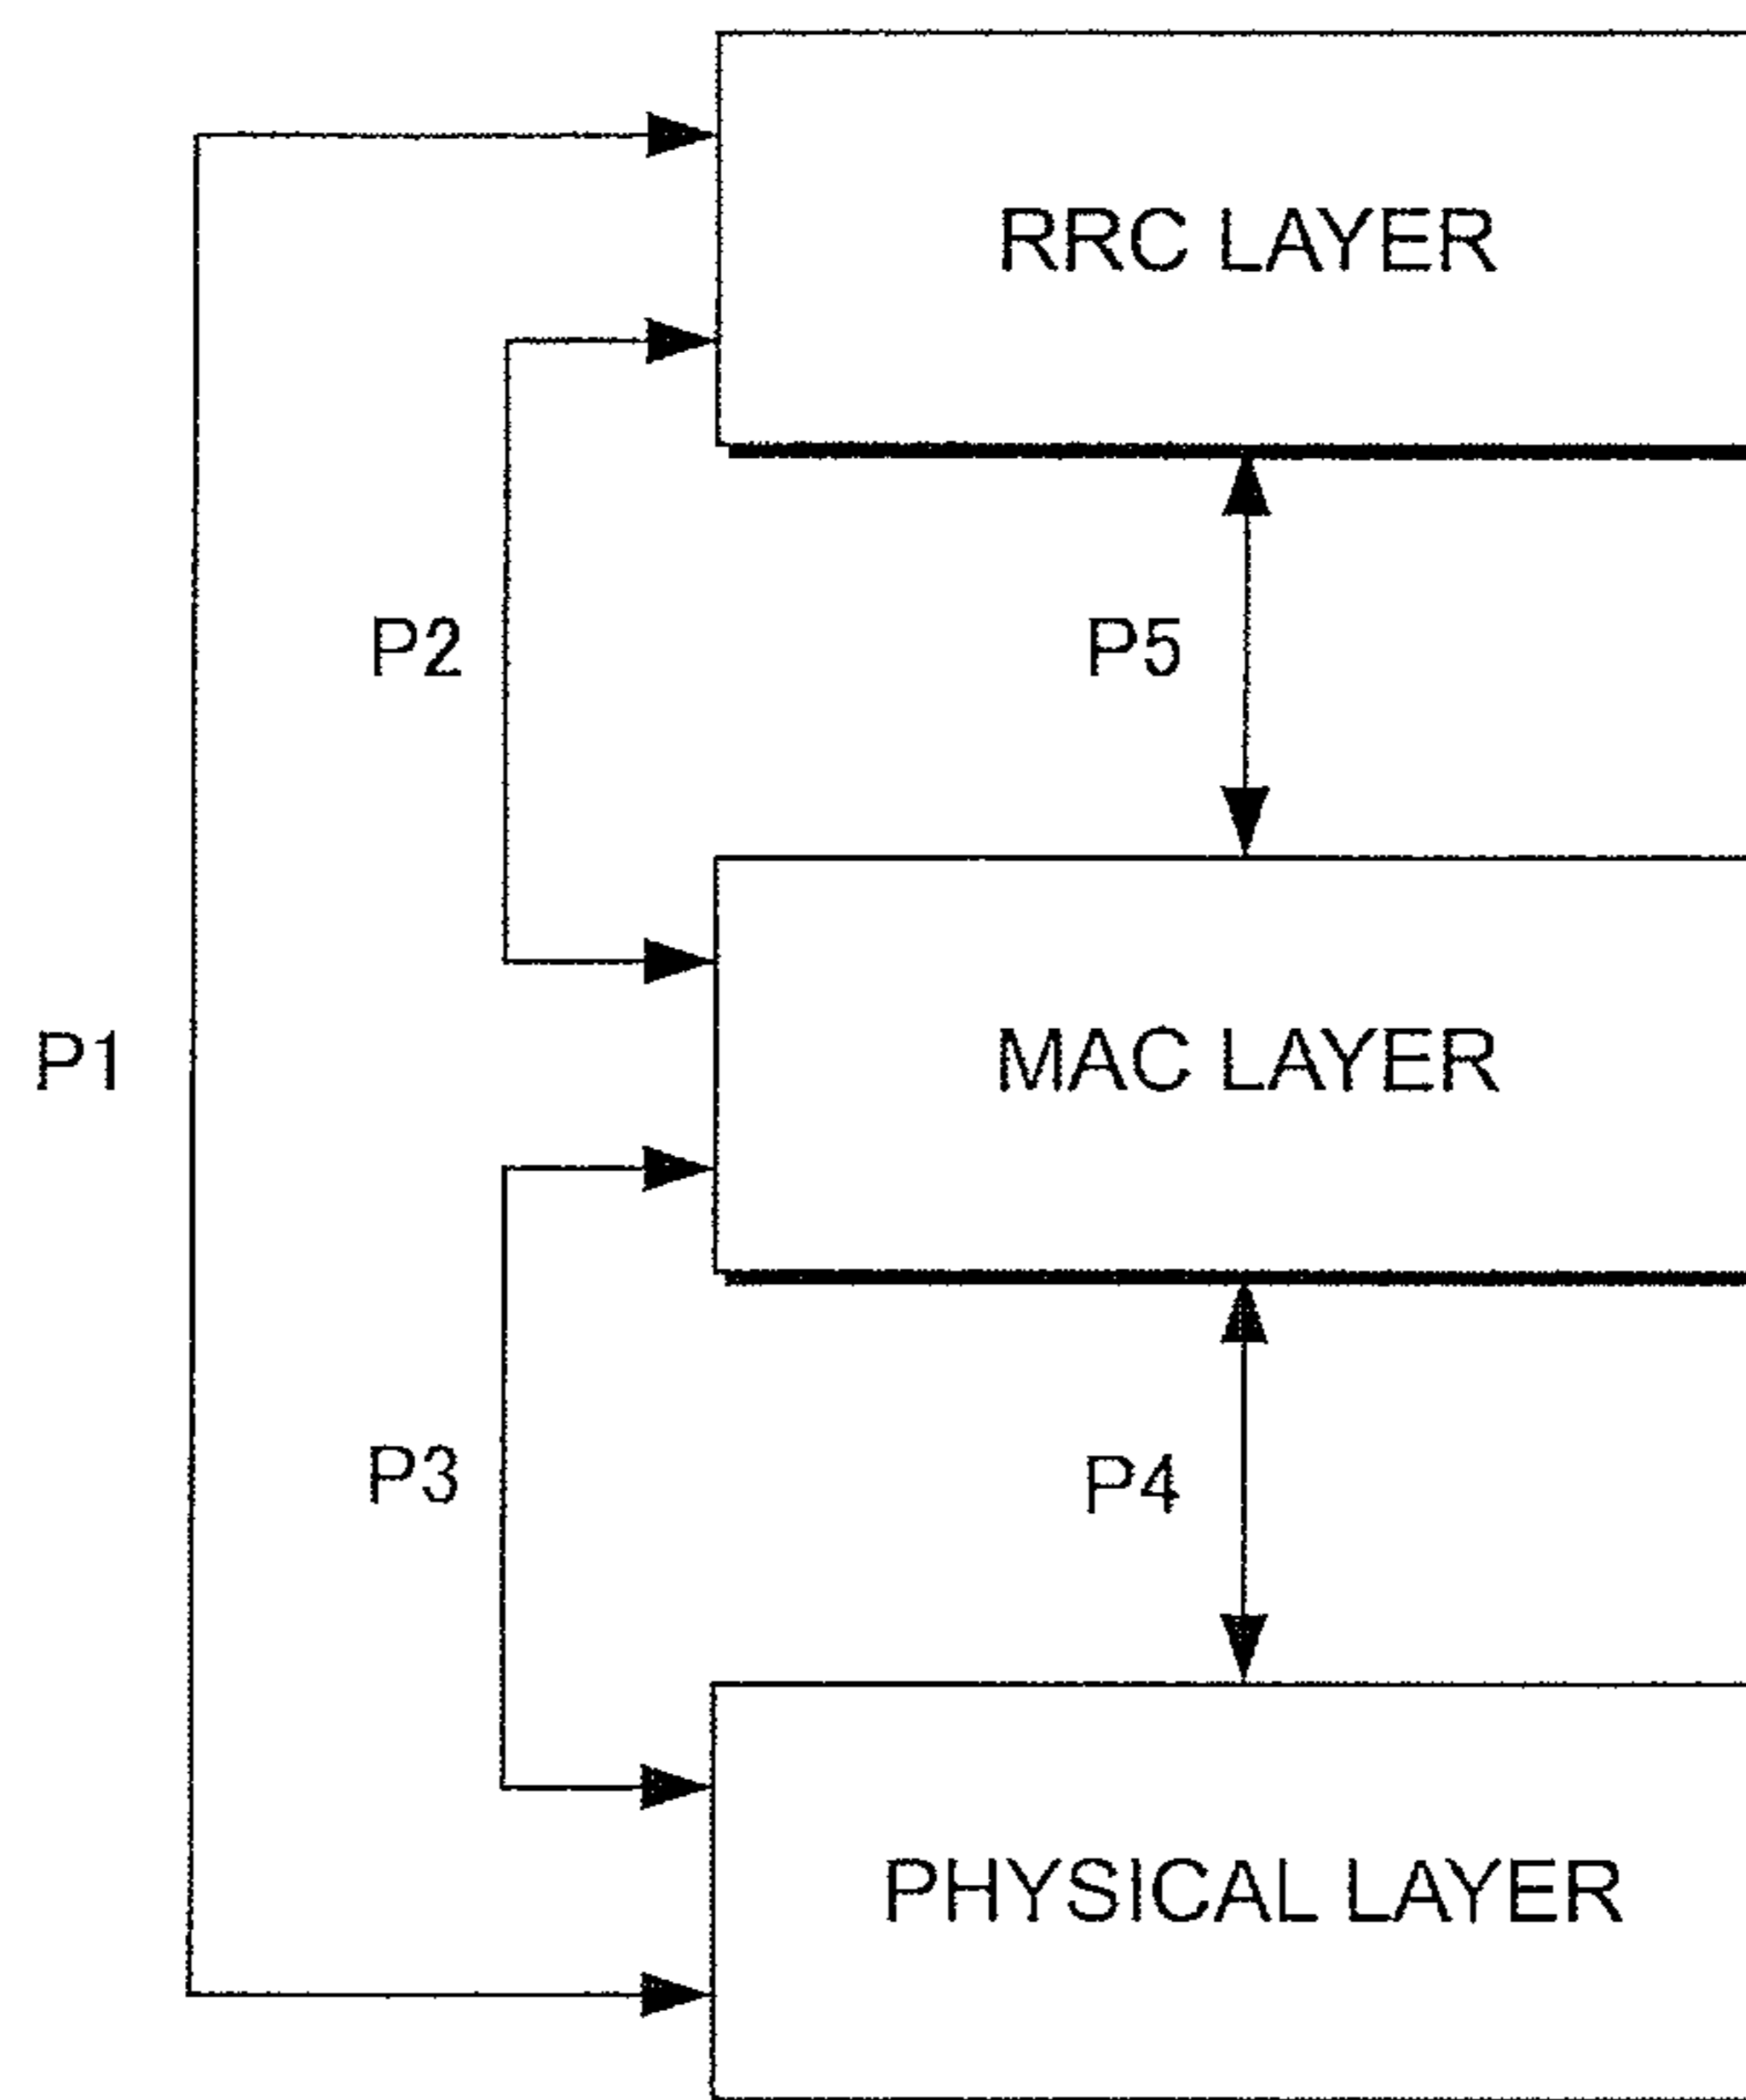 RRC LAYER
P2
P5
P1
MAC LAYER
P3
P4
PHYSICAL LAYER